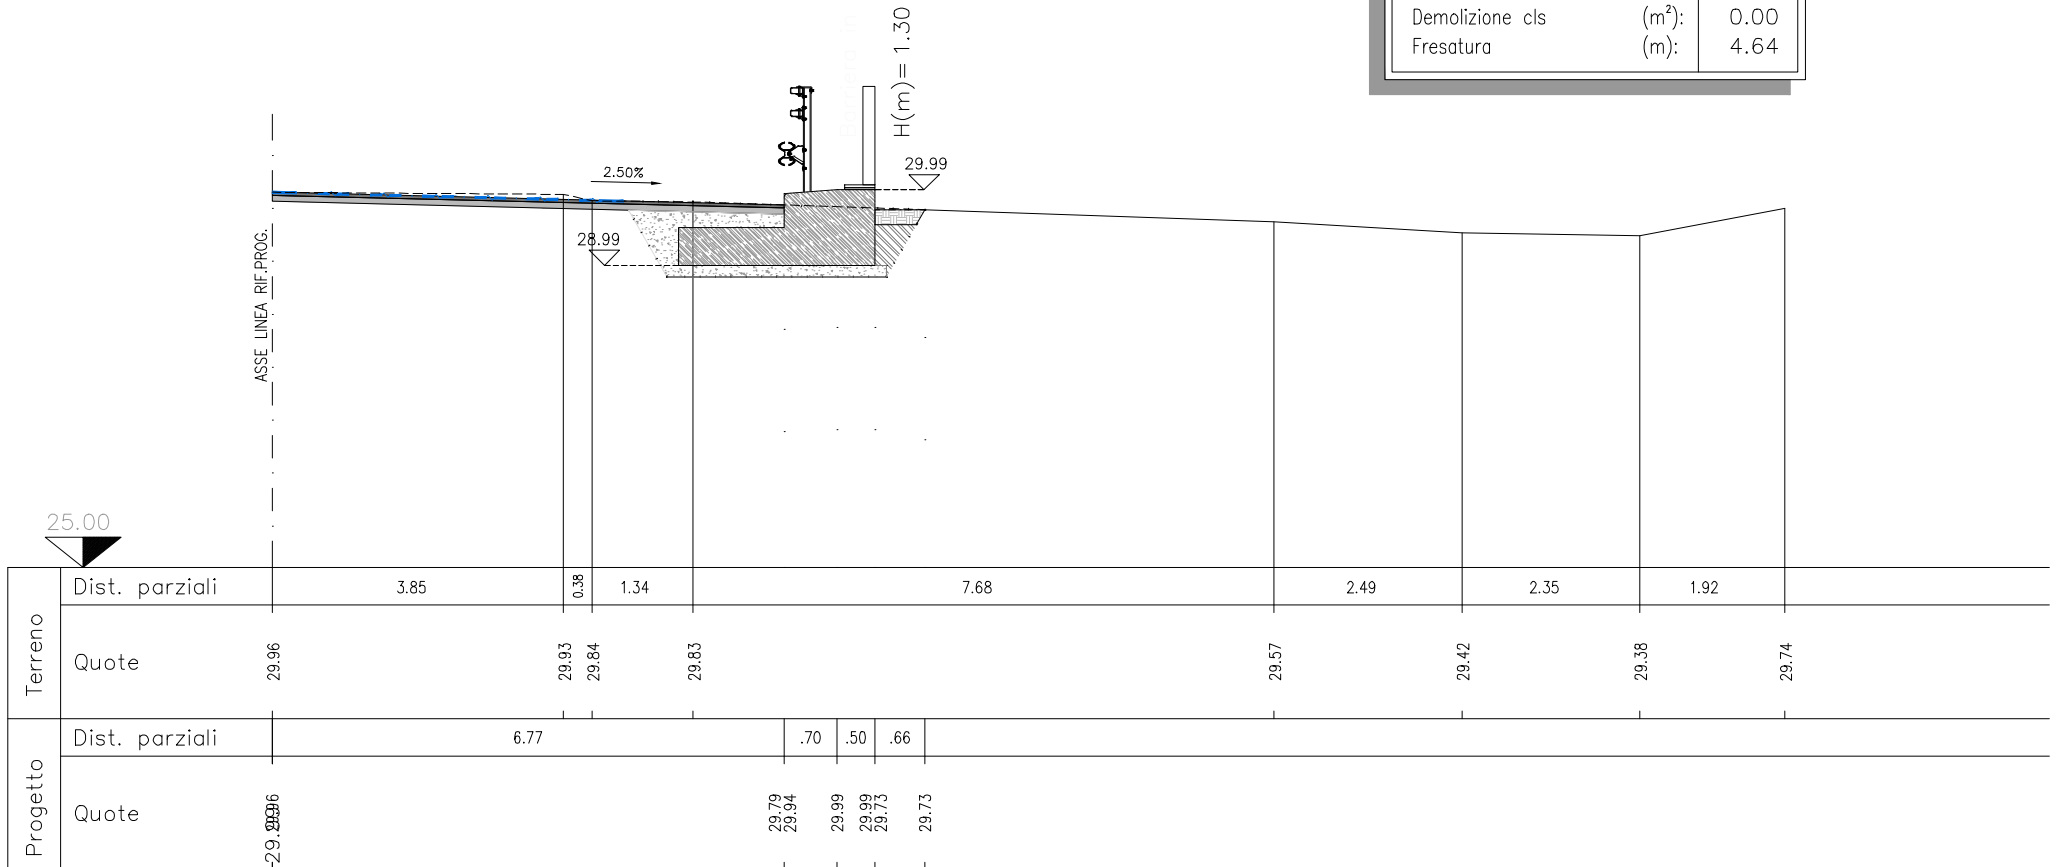 Demolizione cls (m²): 0.00
Fresatura (m): 4.64
H(m)= 1.30
2.50%
29.99
28.99
ASSE LINEA RIF.PROG.
25.00
Terreno
Dist. parziali 3.85 0.38 1.34 7.68 2.49 2.35 1.92
Quote 29.96 29.93 29.84 29.83 29.57 29.42 29.38 29.74
Progetto
Dist. parziali 6.77 .70 .50 .66
Quote 29.79 29.94 29.99 29.99 29.73 29.73